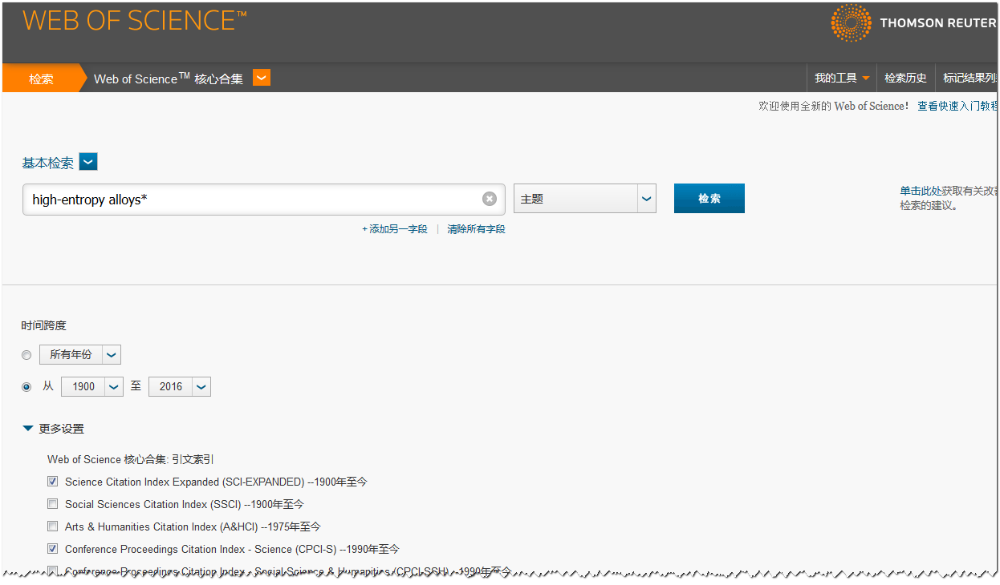 WEB OF SCIENCE™
THOMSON REUTER
检索
Web of Science™ 核心合集
我的工具
检索历史
标记结果列
欢迎使用全新的 Web of Science! 查看快速入门教程
基本检索
high-entropy alloys*
主题
检索
单击此处获取有关改善
检索的建议。
+ 添加另一字段 | 清除所有字段
时间跨度
所有年份
从 1900 至 2016
更多设置
Web of Science 核心合集: 引文索引
Science Citation Index Expanded (SCI-EXPANDED) --1900年至今
Social Sciences Citation Index (SSCI) --1900年至今
Arts & Humanities Citation Index (A&HCI) --1975年至今
Conference Proceedings Citation Index - Science (CPCI-S) --1990年至今
Conference Proceedings Citation Index - Social Science & Humanities (CPCI-SSH) --1990年至今